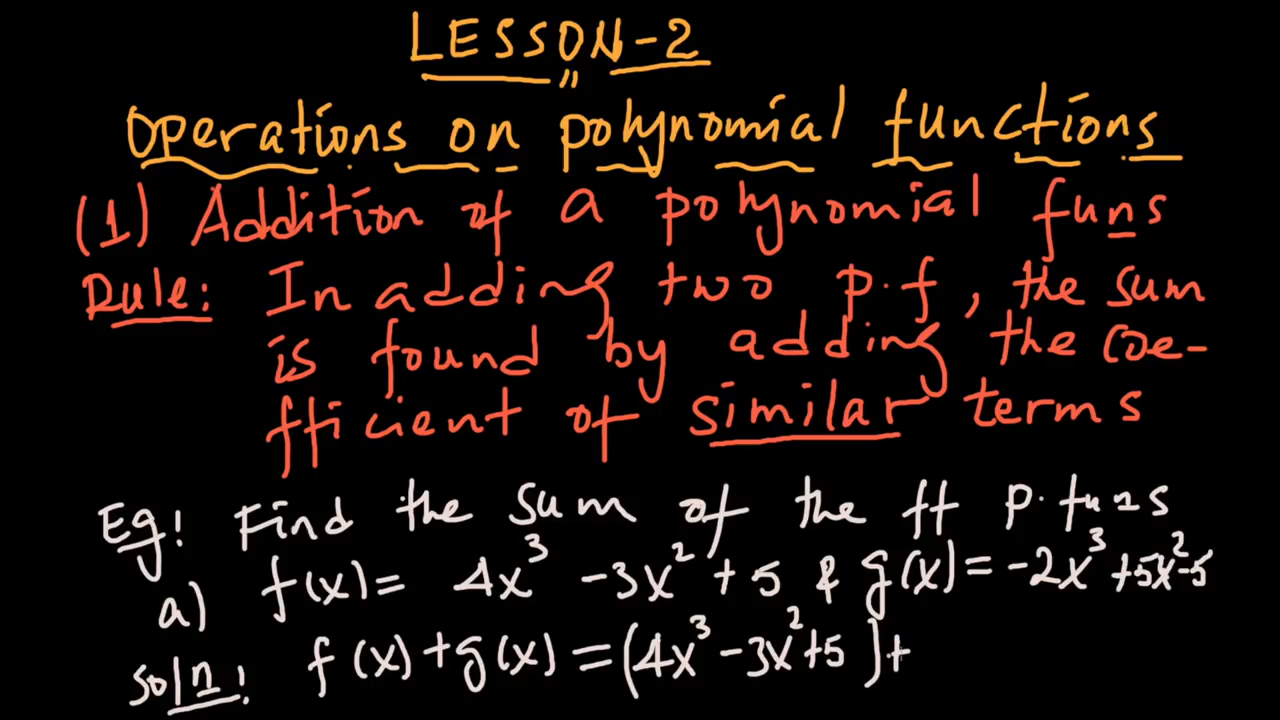 LESSON-2
Operations on polynomial functions
(1) Addition of a polynomial funs
Rule: In adding two p.f, the sum
is found by adding the coe-
fficient of similar terms
Eg! Find the sum of the ff p. funs
a) f(x)= 4x³ -3x² +5 & g(x)= -2x³ +5x²-5
soln! f(x)+g(x) =(4x³-3x²+5)+